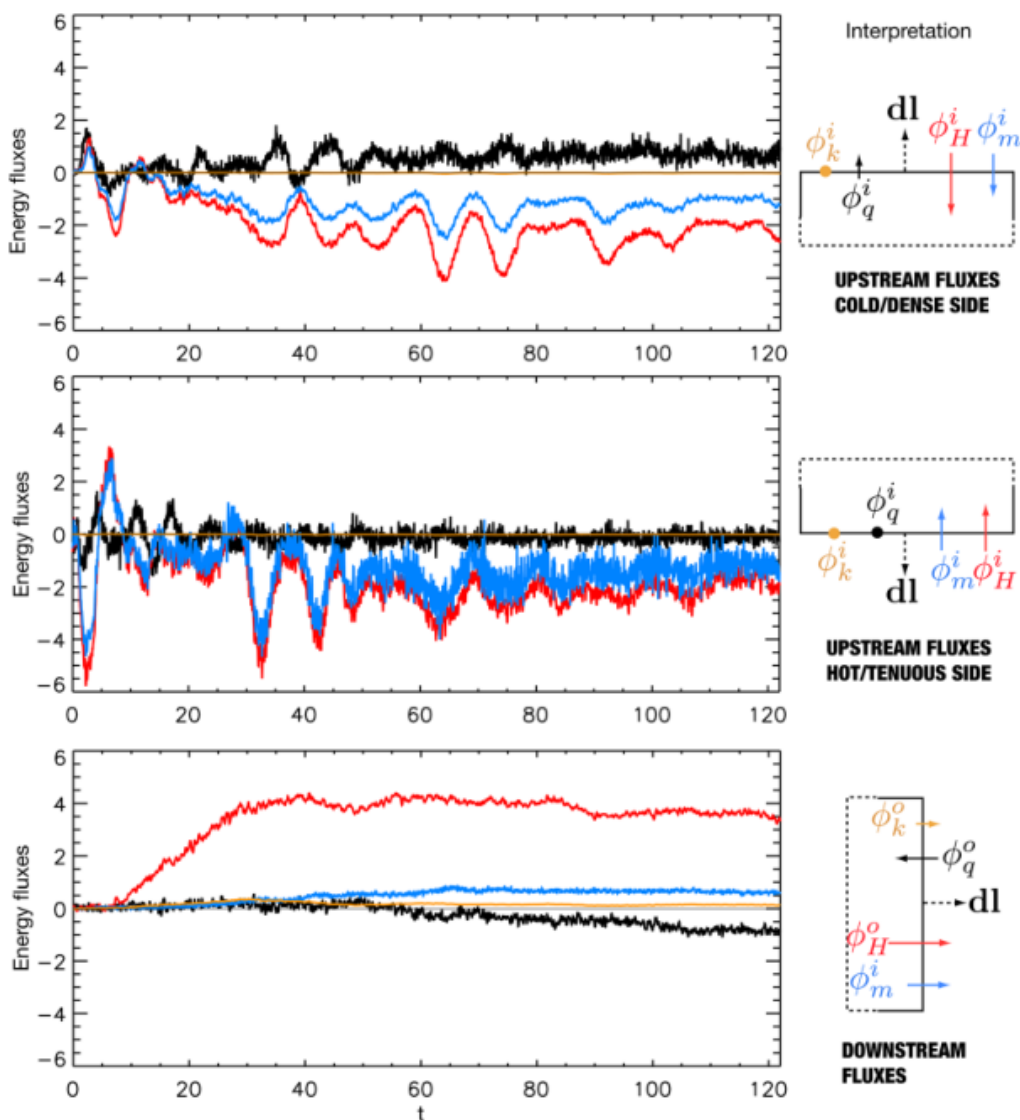 Interpretation
6
4
2
0
−2
−4
−6
Energy fluxes
0 20 40 60 80 100 120
ϕ_k^i
ϕ_q^i
dl
ϕ_H^i
ϕ_m^i
UPSTREAM FLUXES
COLD/DENSE SIDE
6
4
2
0
−2
−4
−6
Energy fluxes
0 20 40 60 80 100 120
ϕ_q^i
ϕ_k^i
dl
ϕ_m^i
ϕ_H^i
UPSTREAM FLUXES
HOT/TENUOUS SIDE
6
4
2
0
−2
−4
−6
Energy fluxes
0 20 40 60 80 100 120
t
ϕ_k^o
ϕ_q^o
dl
ϕ_H^o
ϕ_m^i
DOWNSTREAM
FLUXES